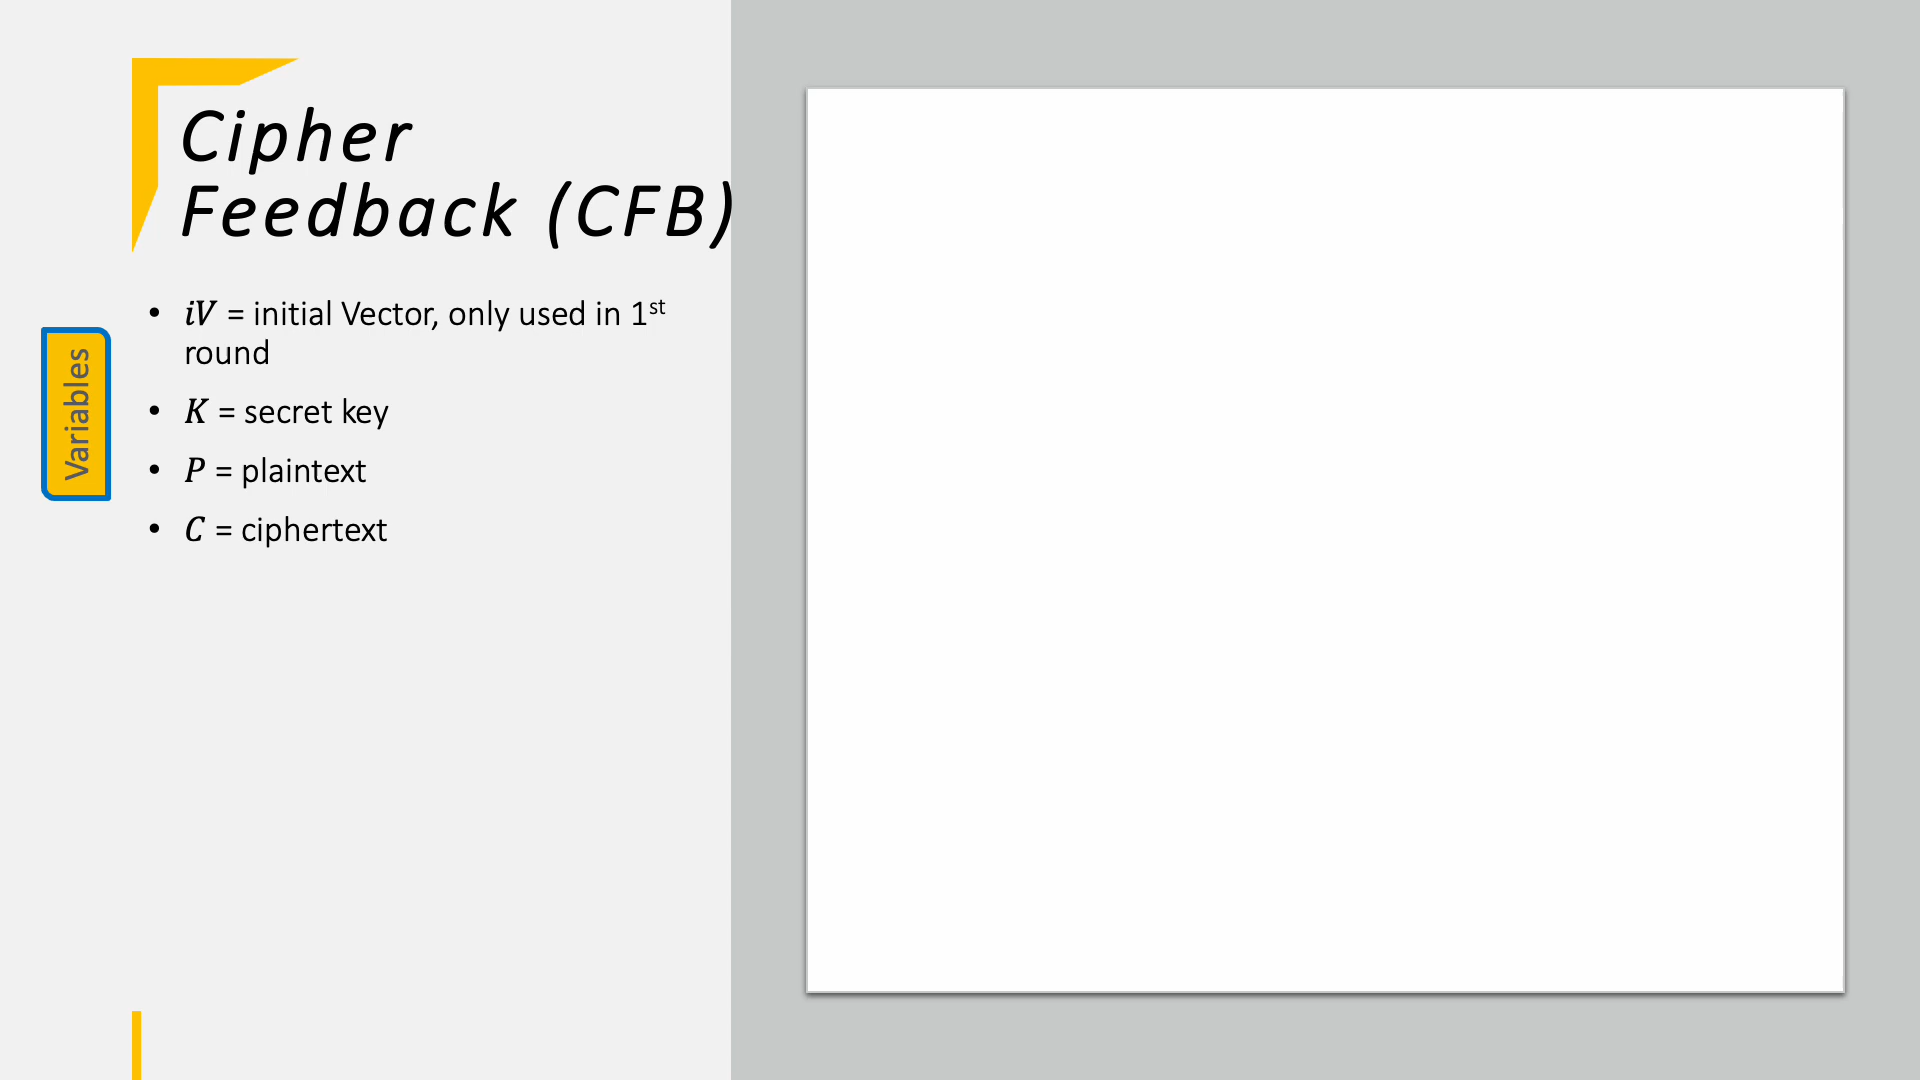 Cipher
Feedback (CFB)
Variables
• iV = initial Vector, only used in 1st
round
• K = secret key
• P = plaintext
• C = ciphertext